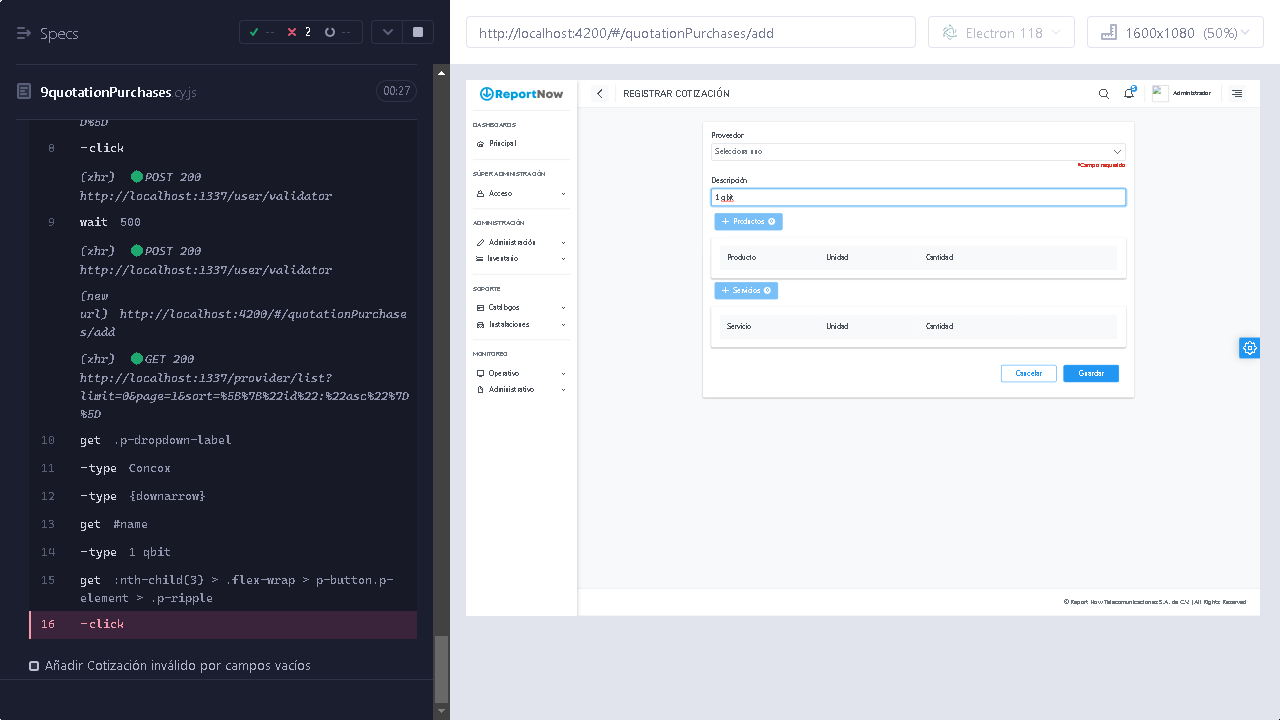 Specs
--
2
--
9quotationPurchases cy.js
00:27
D%5D
8 -click
(xhr) POST 200
http://localhost:1337/user/validator
9 wait 500
(xhr) POST 200
http://localhost:1337/user/validator
(new
url) http://localhost:4200/#/quotationPurchase
s/add
(xhr) GET 200
http://localhost:1337/provider/list?
limit=0&page=1&sort=%5B%7B%22id%22:%22asc%22%7D
%5D
10 get .p-dropdown-label
11 -type Concox
12 -type {downarrow}
13 get #name
14 -type 1 qbit
15 get :nth-child(3) > .flex-wrap > p-button.p-
element > .p-ripple
16 -click
Añadir Cotización inválido por campos vacíos
http://localhost:4200/#/quotationPurchases/add
Electron 118
1600x1080 (50%)
ReportNow
REGISTRAR COTIZACIÓN
Administrador
DASHBOARDS
Principal
SÚPER ADMINISTRACIÓN
Acceso
ADMINISTRACIÓN
Administración
Inventario
SOPORTE
Catálogos
Instalaciones
MONITOREO
Operativo
Administrativo
Proveedor
Selecciona uno
*Campo requerido
Descripción
1 qbit
+ Productos 0
Producto Unidad Cantidad
+ Servicios 0
Servicio Unidad Cantidad
Cancelar
Guardar
© Report Now Telecomunicaciones S.A. de C.V. | All Rights Reserved